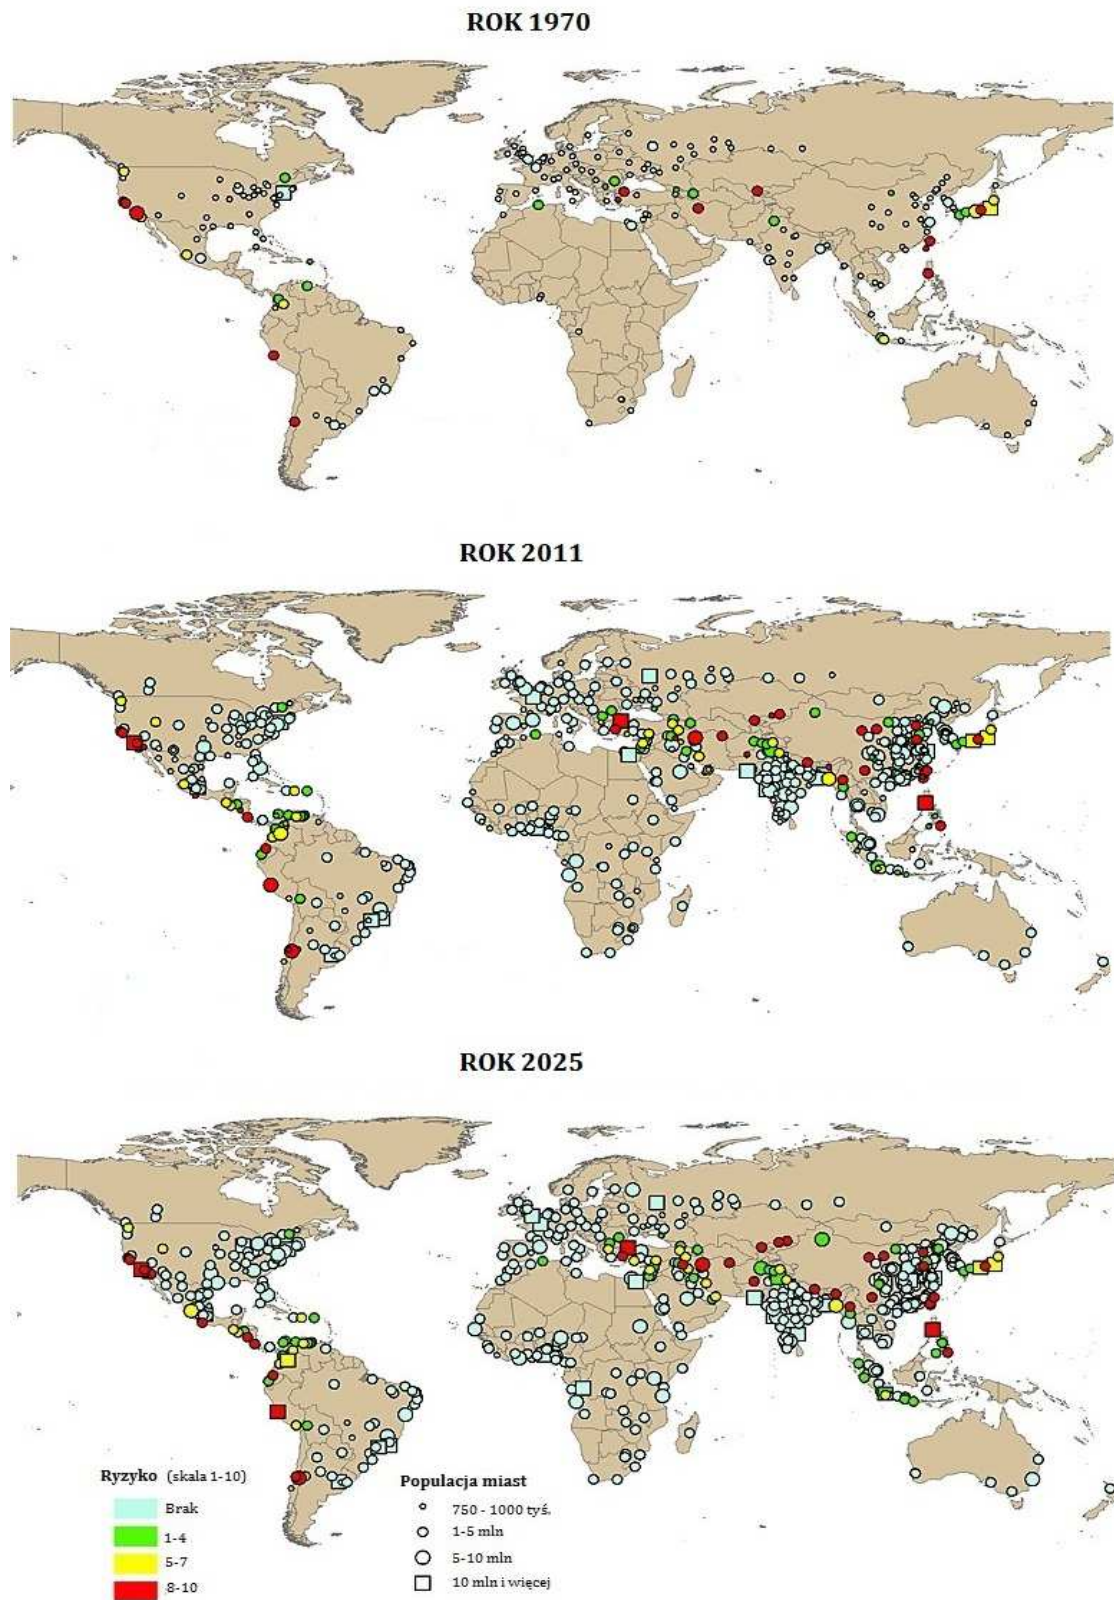 ROK 1970
ROK 2011
ROK 2025
Ryzyko (skala 1-10)
Brak
1-4
5-7
8-10
Populacja miast
750 - 1000 tyś.
1-5 mln
5-10 mln
10 mln i więcej